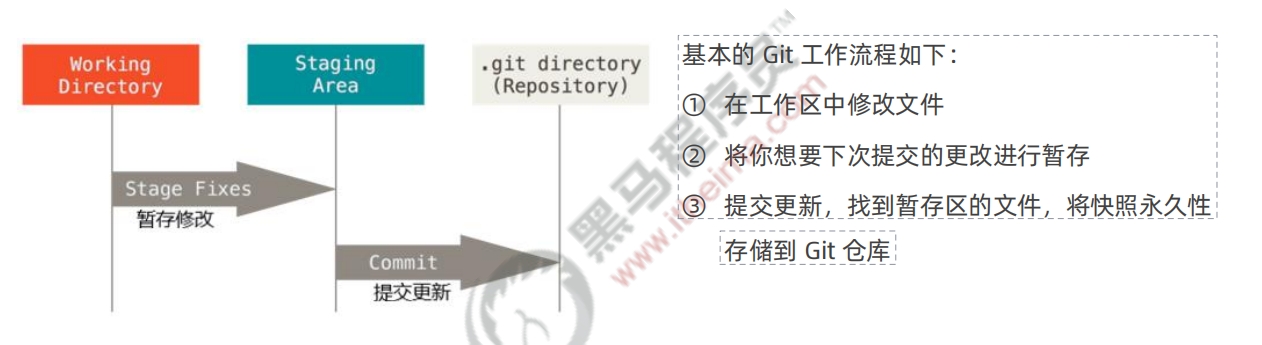 Working
Directory
Staging
Area
.git directory
(Repository)
Stage Fixes
暂存修改
Commit
提交更新
基本的 Git 工作流程如下：
① 在工作区中修改文件
② 将你想要下次提交的更改进行暂存
③ 提交更新，找到暂存区的文件，将快照永久性
存储到 Git 仓库
黑马程序员™
www.itheima.com